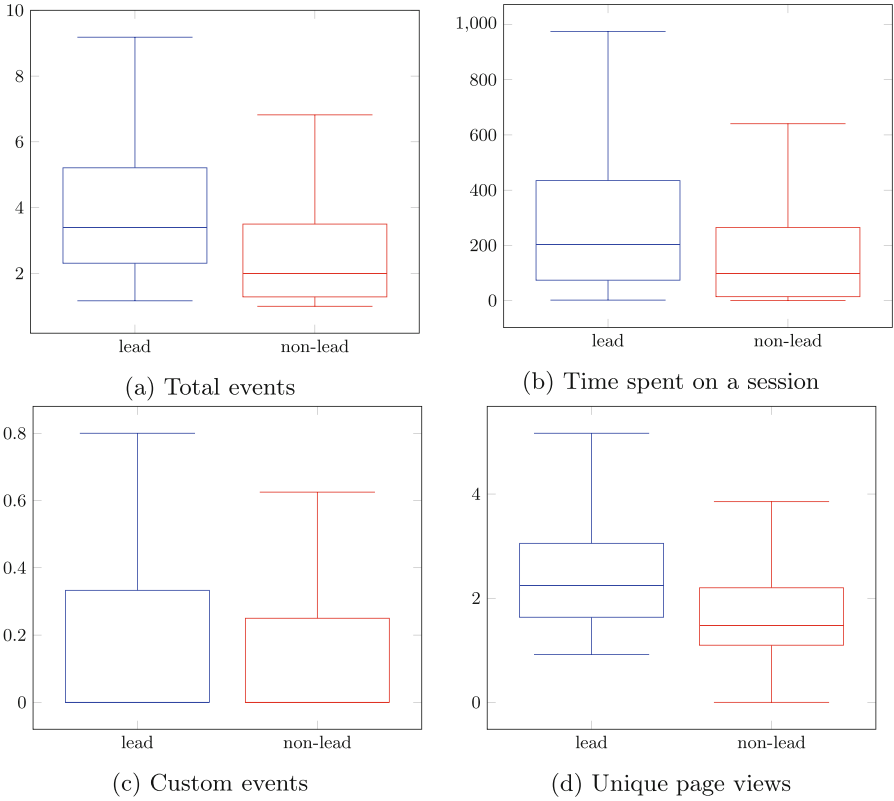 10
8
6
4
2
lead
non-lead
(a) Total events
1,000
800
600
400
200
0
lead
non-lead
(b) Time spent on a session
0.8
0.6
0.4
0.2
0
lead
non-lead
(c) Custom events
4
2
0
lead
non-lead
(d) Unique page views